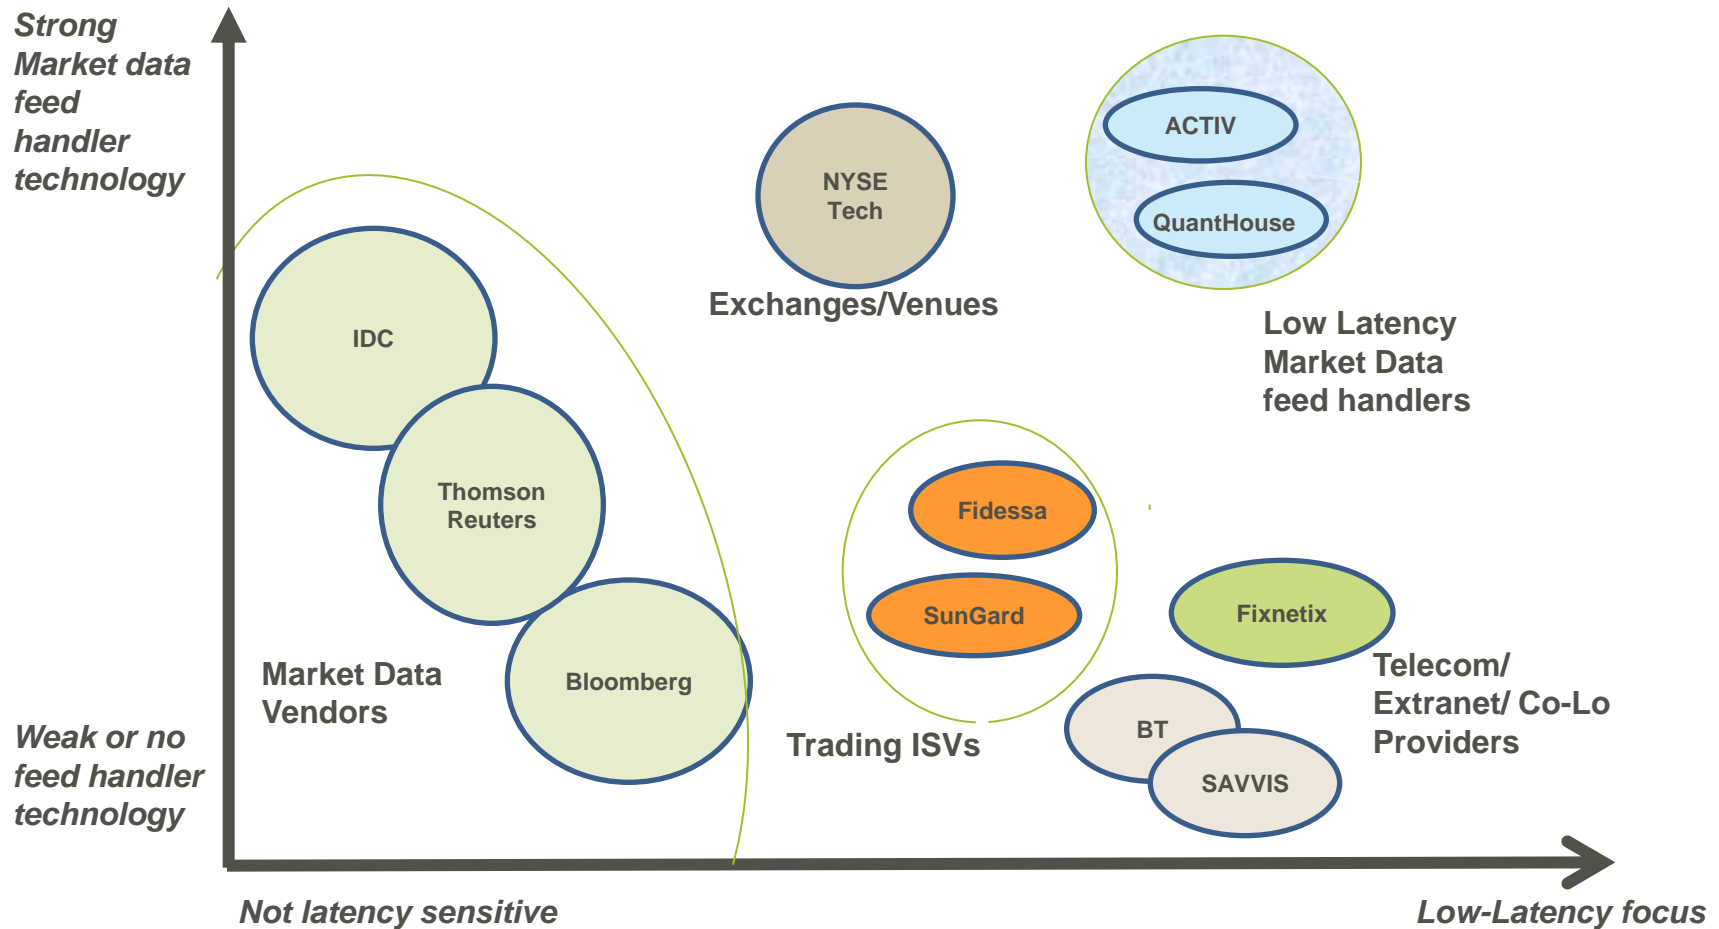 Strong
Market data
feed
handler
technology
ACTIV
QuantHouse
NYSE
Tech
Exchanges/Venues
Low Latency
Market Data
feed handlers
IDC
Thomson
Reuters
Fidessa
SunGard
Fixnetix
Bloomberg
Market Data
Vendors
Trading ISVs
Telecom/
Extranet/ Co-Lo
Providers
BT
SAVVIS
Weak or no
feed handler
technology
Not latency sensitive
Low-Latency focus